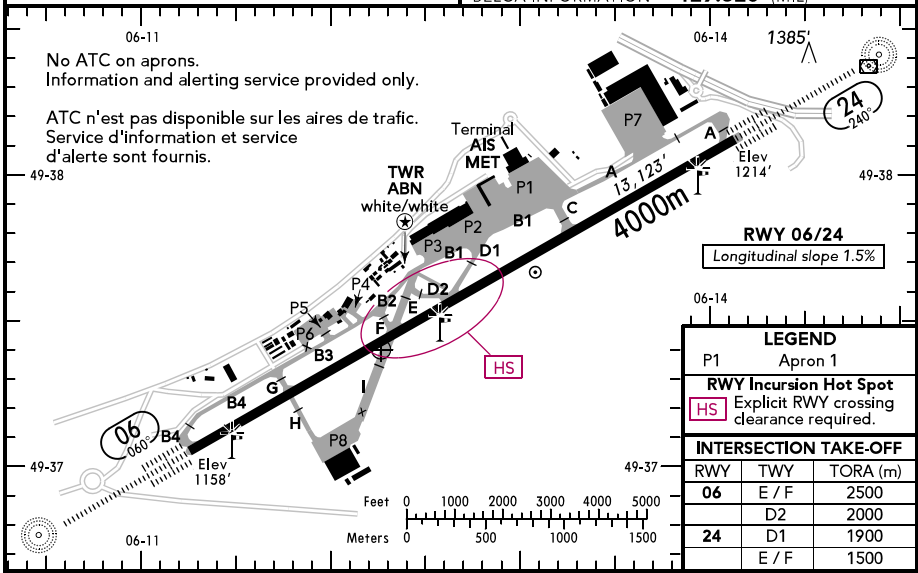 BELGA INFORMATION
06-11
06-14
1385'
No ATC on aprons.
Information and alerting service provided only.
ATC n'est pas disponible sur les aires de trafic.
Service d'information et service
d'alerte sont fournis.
Terminal
AIS
MET
TWR
ABN
white/white
P7
A
A
24
240°
Elev
1214'
13,123'
4000m
49-38
49-38
P1
B1
C
P2
P3
B1
D1
RWY 06/24
Longitudinal slope 1.5%
P4
B2
D2
E
P5
F
P6
B3
HS
06-14
G
I
B4
H
06
060°
B4
P8
49-37
49-37
Elev
1158'
Feet
0 1000 2000 3000 4000 5000
Meters
0 500 1000 1500
06-11
LEGEND
P1 Apron 1
RWY Incursion Hot Spot
HS Explicit RWY crossing
clearance required.
INTERSECTION TAKE-OFF
RWY TWY TORA (m)
06 E / F 2500
D2 2000
24 D1 1900
E / F 1500